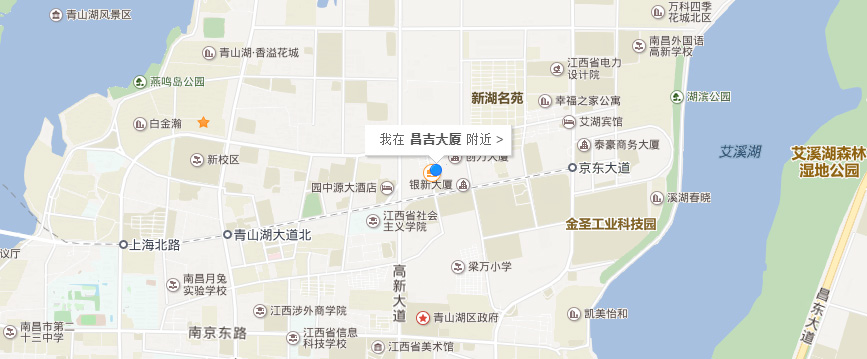 万科四季
花城北区
青山湖风景区
南昌外国语
高新学校
青山湖·香溢花城
江西省电力
设计院
燕鸣岛公园
新湖名苑
幸福之家公寓
湖滨公园
白金瀚
艾湖宾馆
我在 昌吉大厦 附近 >
泰豪商务大厦
艾溪湖
艾溪湖森林
湿地公园
新校区
创力大厦
京东大道
园中源大酒店
银新大厦
溪湖春晓
江西省社会
主义学院
金圣工业科技园
青山湖大道北
上海北路
议厅
梁万小学
高新大道
南昌月兔
实验学校
昌东大道
江西涉外商学院
青山湖区政府
凯美怡和
南昌市第二
十三中学
南京东路
江西省信息
科技学校
江西省美术馆